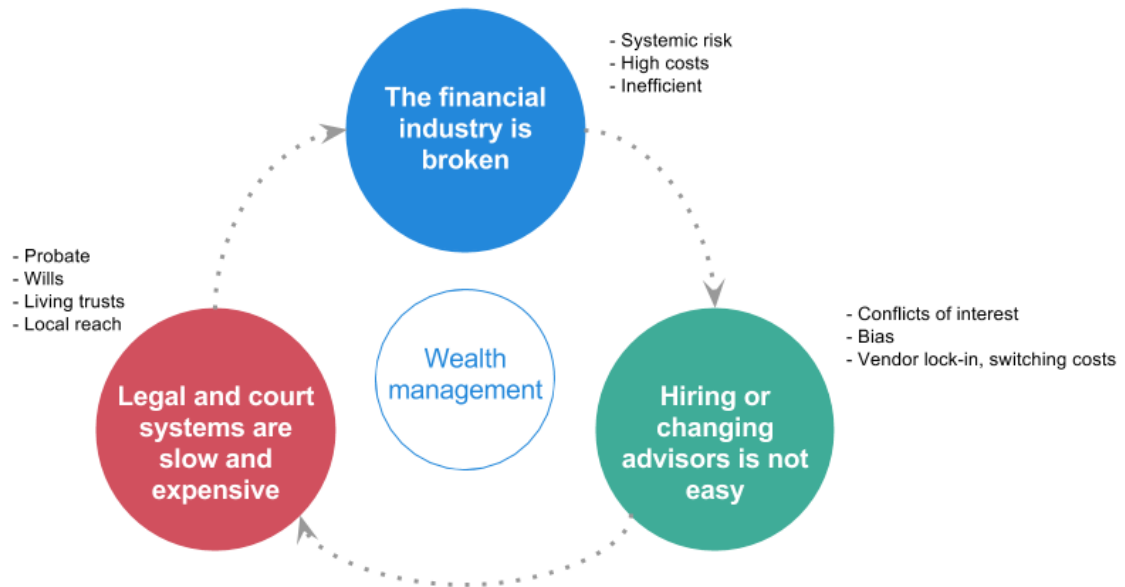 The financial
industry is
broken
- Systemic risk
- High costs
- Inefficient
- Probate
- Wills
- Living trusts
- Local reach
Wealth
management
- Conflicts of interest
- Bias
- Vendor lock-in, switching costs
Legal and court
systems are
slow and
expensive
Hiring or
changing
advisors is not
easy